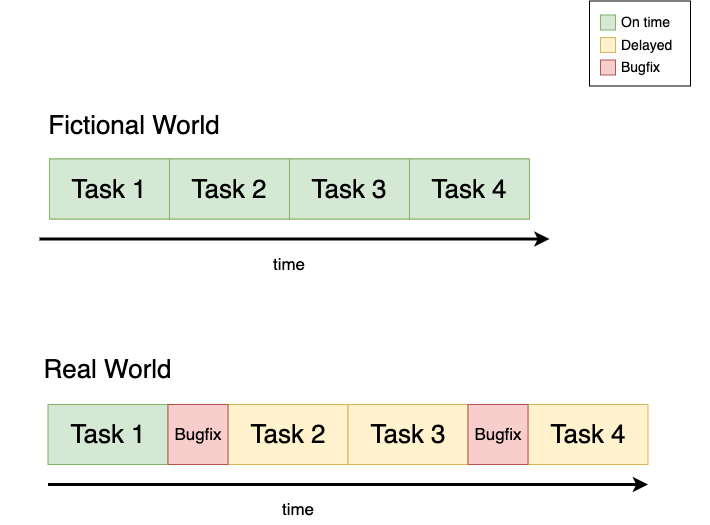 On time
Delayed
Bugfix
Fictional World
Task 1 Task 2 Task 3 Task 4
time
Real World
Task 1 Bugfix Task 2 Task 3 Bugfix Task 4
time